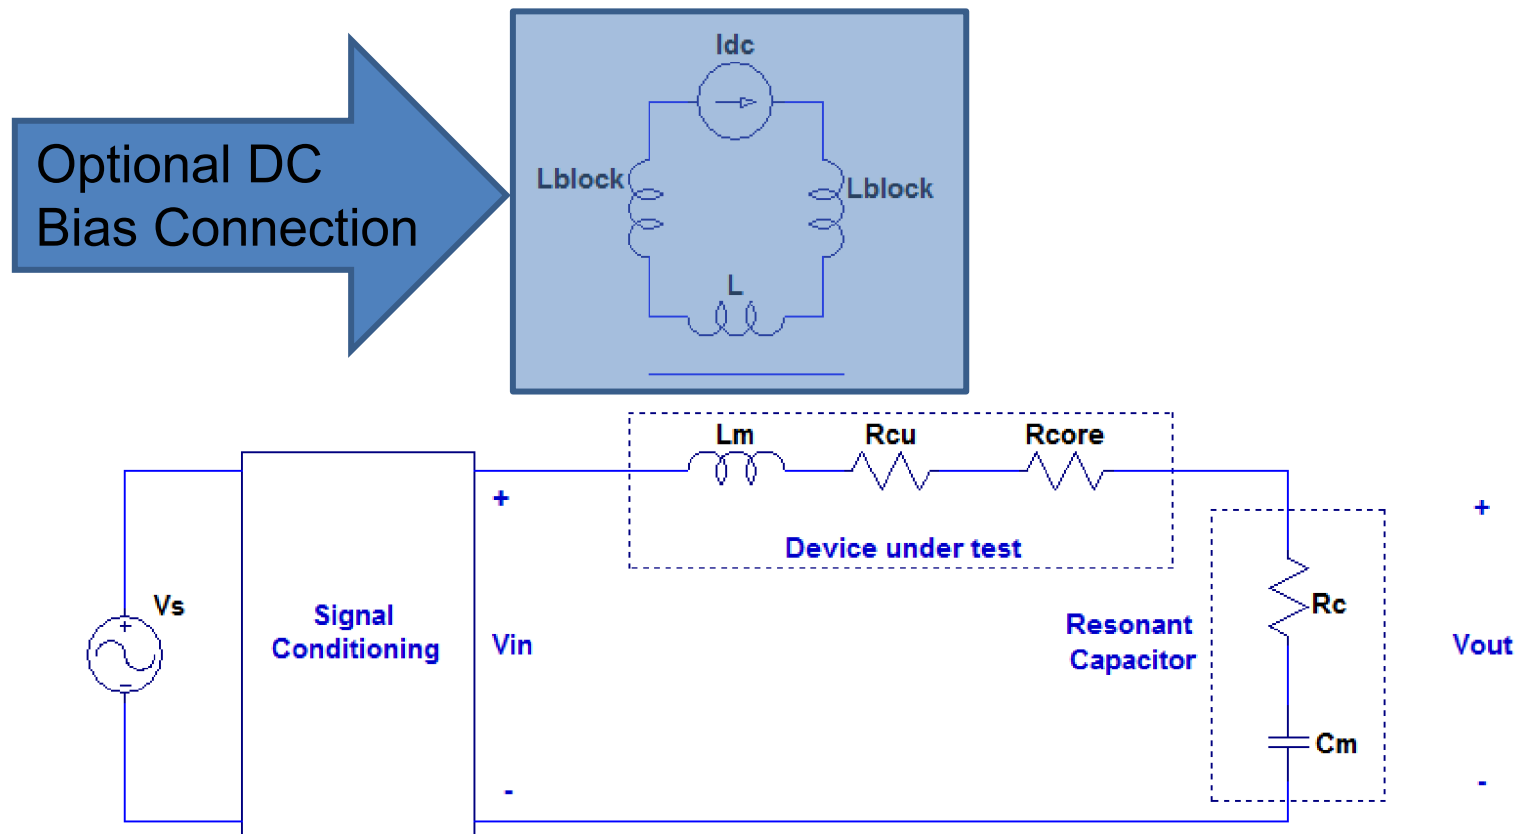 Idc
Optional DC
Bias Connection
Lblock
Lblock
L
Lm
Rcu
Rcore
+
+
Device under test
Vs
+
Signal
Conditioning
Rc
Resonant
Capacitor
Vin
Vout
−
Cm
-
-